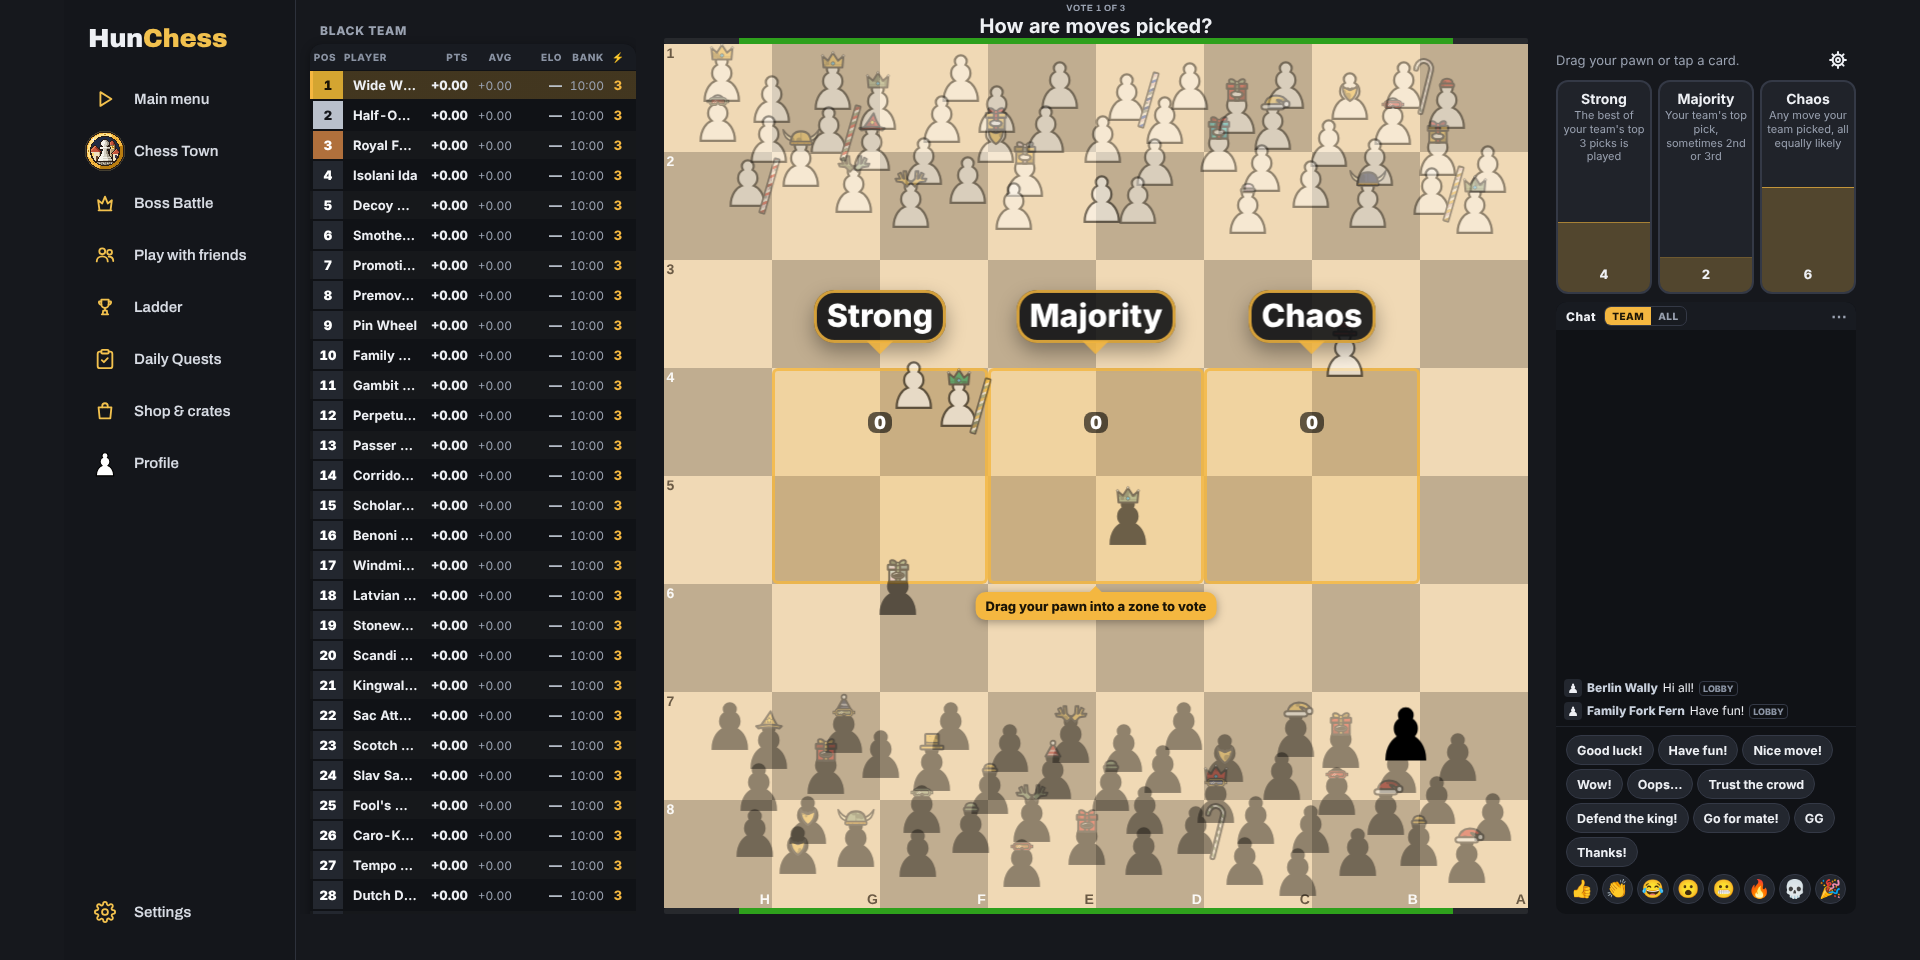 HunChess
Main menu
Chess Town
Boss Battle
Play with friends
Ladder
Daily Quests
Shop & crates
Profile
Settings
BLACK TEAM
POS PLAYER PTS AVG ELO BANK ⚡
1 Wide W... +0.00 +0.00 — 10:00 3
2 Half-O... +0.00 +0.00 — 10:00 3
3 Royal F... +0.00 +0.00 — 10:00 3
4 Isolani Ida +0.00 +0.00 — 10:00 3
5 Decoy ... +0.00 +0.00 — 10:00 3
6 Smothe... +0.00 +0.00 — 10:00 3
7 Promoti... +0.00 +0.00 — 10:00 3
8 Premov... +0.00 +0.00 — 10:00 3
9 Pin Wheel +0.00 +0.00 — 10:00 3
10 Family ... +0.00 +0.00 — 10:00 3
11 Gambit ... +0.00 +0.00 — 10:00 3
12 Perpetu... +0.00 +0.00 — 10:00 3
13 Passer ... +0.00 +0.00 — 10:00 3
14 Corrido... +0.00 +0.00 — 10:00 3
15 Scholar... +0.00 +0.00 — 10:00 3
16 Benoni ... +0.00 +0.00 — 10:00 3
17 Windmi... +0.00 +0.00 — 10:00 3
18 Latvian ... +0.00 +0.00 — 10:00 3
19 Stonew... +0.00 +0.00 — 10:00 3
20 Scandi ... +0.00 +0.00 — 10:00 3
21 Kingwal... +0.00 +0.00 — 10:00 3
22 Sac Att... +0.00 +0.00 — 10:00 3
23 Scotch ... +0.00 +0.00 — 10:00 3
24 Slav Sa... +0.00 +0.00 — 10:00 3
25 Fool's ... +0.00 +0.00 — 10:00 3
26 Caro-K... +0.00 +0.00 — 10:00 3
27 Tempo ... +0.00 +0.00 — 10:00 3
28 Dutch D... +0.00 +0.00 — 10:00 3
VOTE 1 OF 3
How are moves picked?
1
2
3
Strong Majority Chaos
4
0 0 0
5
6
Drag your pawn into a zone to vote
7
8
H G F E D C B A
Drag your pawn or tap a card.
Strong
The best of
your team's top
3 picks is
played
4
Majority
Your team's top
pick,
sometimes 2nd
or 3rd
2
Chaos
Any move your
team picked, all
equally likely
6
Chat TEAM ALL ...
Berlin Wally Hi all! LOBBY
Family Fork Fern Have fun! LOBBY
Good luck! Have fun! Nice move!
Wow! Oops... Trust the crowd
Defend the king! Go for mate! GG
Thanks!